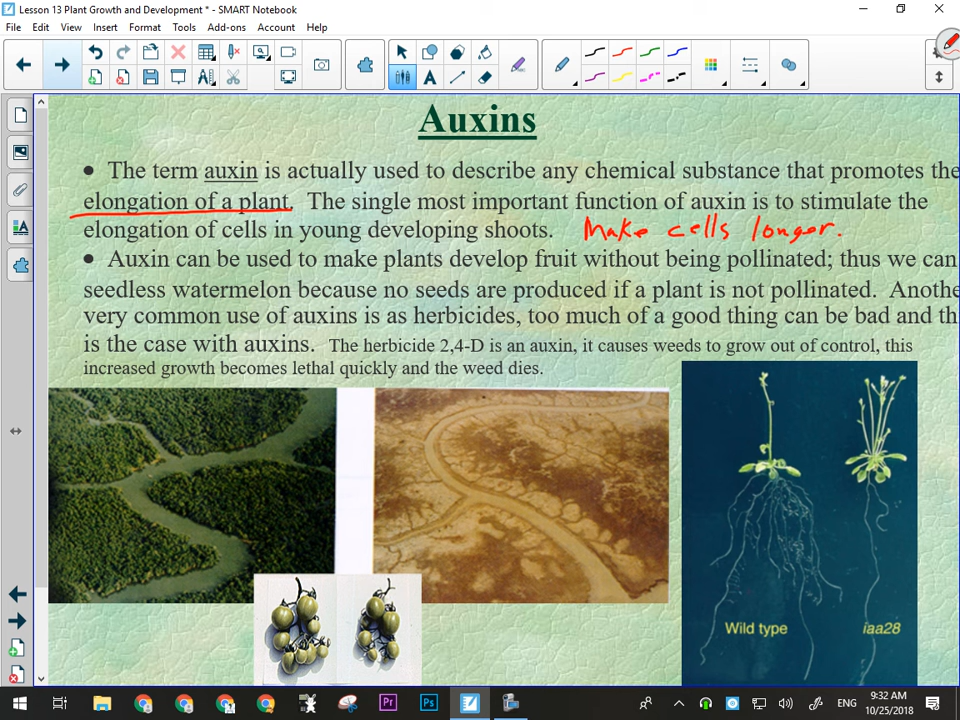 Lesson 13 Plant Growth and Development * - SMART Notebook
File Edit View Insert Format Tools Add-ons Account Help
Auxins
• The term auxin is actually used to describe any chemical substance that promotes the
elongation of a plant. The single most important function of auxin is to stimulate the
elongation of cells in young developing shoots. Make cells longer.
• Auxin can be used to make plants develop fruit without being pollinated; thus we can
seedless watermelon because no seeds are produced if a plant is not pollinated. Anothe
very common use of auxins is as herbicides, too much of a good thing can be bad and th
is the case with auxins. The herbicide 2,4-D is an auxin, it causes weeds to grow out of control, this
increased growth becomes lethal quickly and the weed dies.
Wild type iaa28
Pr Ps
ENG
9:32 AM
10/25/2018